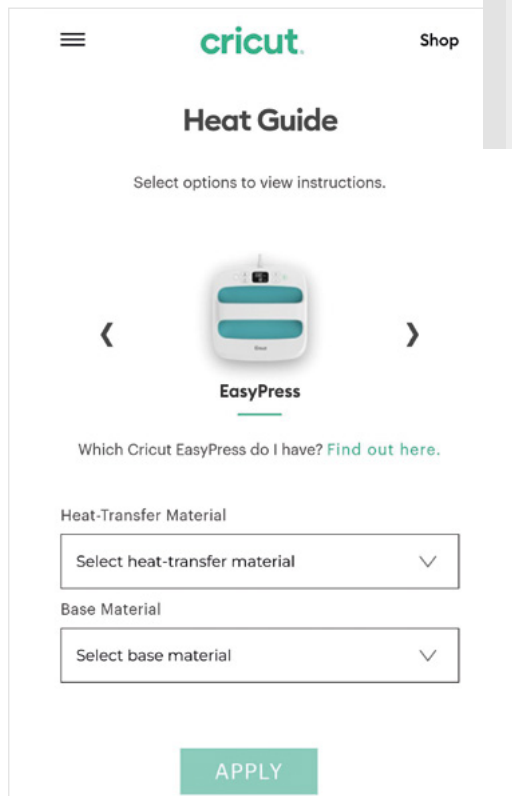 cricut
Shop
Heat Guide
Select options to view instructions.
Cricut
EasyPress
Which Cricut EasyPress do I have? Find out here.
Heat-Transfer Material
Select heat-transfer material
Base Material
Select base material
APPLY